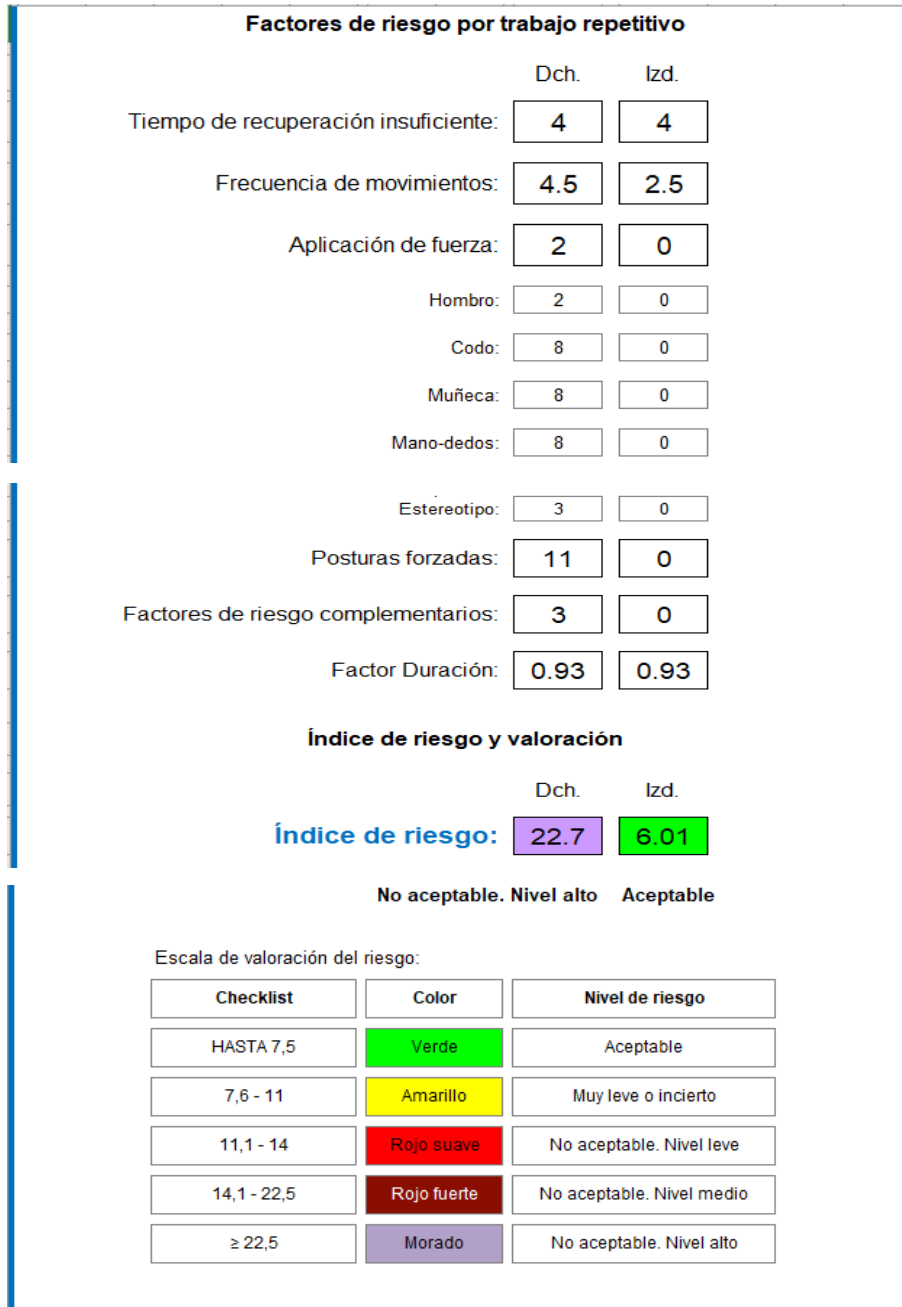 Factores de riesgo por trabajo repetitivo
Dch. Izd.
Tiempo de recuperación insuficiente: 4 4
Frecuencia de movimientos: 4.5 2.5
Aplicación de fuerza: 2 0
Hombro: 2 0
Codo: 8 0
Muñeca: 8 0
Mano-dedos: 8 0
Estereotipo: 3 0
Posturas forzadas: 11 0
Factores de riesgo complementarios: 3 0
Factor Duración: 0.93 0.93
Índice de riesgo y valoración
Dch. Izd.
Índice de riesgo: 22.7 6.01
No aceptable. Nivel alto Aceptable
Escala de valoración del riesgo:
Checklist Color Nivel de riesgo
HASTA 7,5 Verde Aceptable
7,6 - 11 Amarillo Muy leve o incierto
11,1 - 14 Rojo suave No aceptable. Nivel leve
14,1 - 22,5 Rojo fuerte No aceptable. Nivel medio
≥ 22,5 Morado No aceptable. Nivel alto